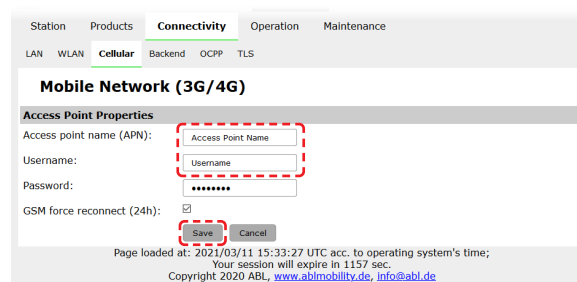 Station Products Connectivity Operation Maintenance
LAN WLAN Cellular Backend OCPP TLS
Mobile Network (3G/4G)
Access Point Properties
Access point name (APN): Access Point Name
Username: Username
Password: ••••••••
GSM force reconnect (24h):
Save Cancel
Page loaded at: 2021/03/11 15:33:27 UTC acc. to operating system's time;
Your session will expire in 1157 sec.
Copyright 2020 ABL, www.ablmobility.de, info@abl.de